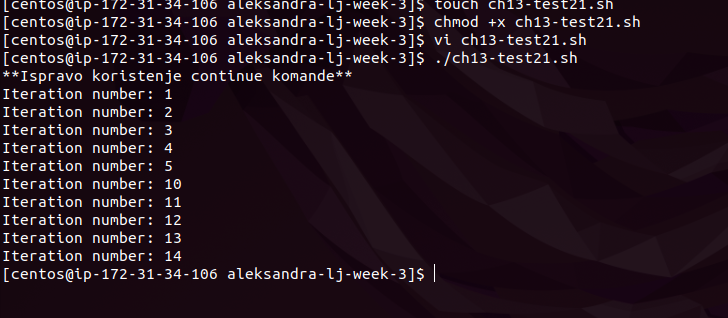 [centos@ip-172-31-34-106 aleksandra-lj-week-3]$ touch ch13-test21.sh
[centos@ip-172-31-34-106 aleksandra-lj-week-3]$ chmod +x ch13-test21.sh
[centos@ip-172-31-34-106 aleksandra-lj-week-3]$ vi ch13-test21.sh
[centos@ip-172-31-34-106 aleksandra-lj-week-3]$ ./ch13-test21.sh
**Ispravo koristenje continue komande**
Iteration number: 1
Iteration number: 2
Iteration number: 3
Iteration number: 4
Iteration number: 5
Iteration number: 10
Iteration number: 11
Iteration number: 12
Iteration number: 13
Iteration number: 14
[centos@ip-172-31-34-106 aleksandra-lj-week-3]$